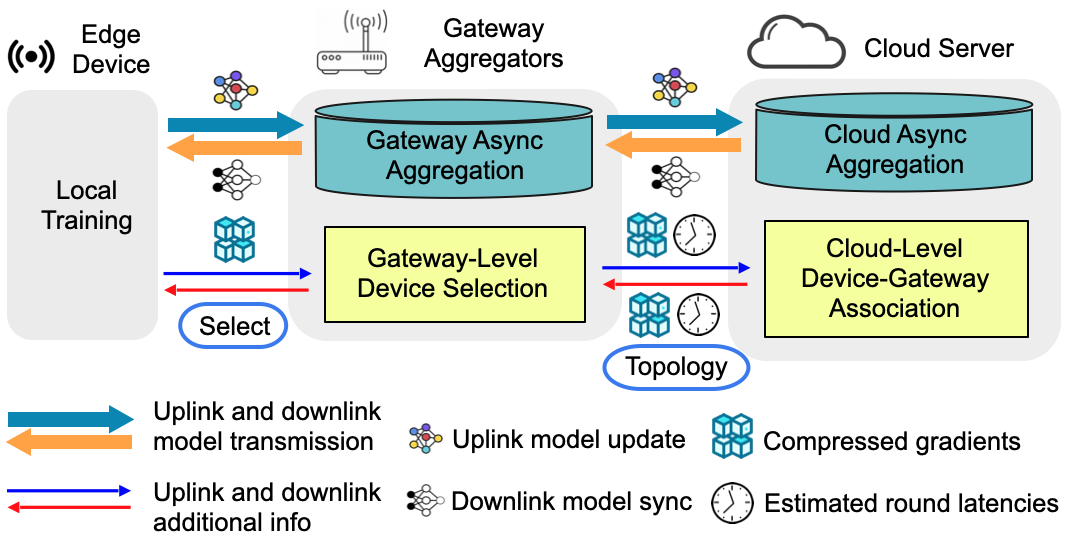 Edge
Device
Gateway
Aggregators
Cloud Server
Local
Training
Gateway Async
Aggregation
Cloud Async
Aggregation
Gateway-Level
Device Selection
Cloud-Level
Device-Gateway
Association
Select
Topology
Uplink and downlink
model transmission
Uplink model update
Compressed gradients
Uplink and downlink
additional info
Downlink model sync
Estimated round latencies